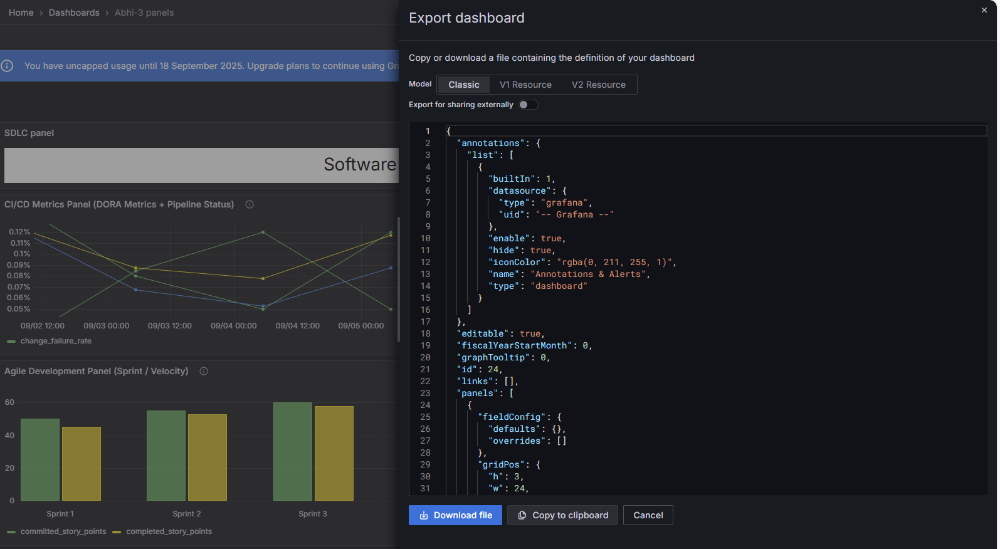 Home › Dashboards › Abhi-3 panels
You have uncapped usage until 18 September 2025. Upgrade plans to continue using Gr
SDLC panel
Software
CI/CD Metrics Panel (DORA Metrics + Pipeline Status)
0.12%
0.11%
0.1%
0.09%
0.08%
0.07%
0.06%
0.05%
09/02 12:00 09/03 00:00 09/03 12:00 09/04 00:00 09/04 12:00 09/05 00:00
change_failure_rate
Agile Development Panel (Sprint / Velocity)
60
40
20
0
Sprint 1 Sprint 2 Sprint 3
committed_story_points completed_story_points
Export dashboard
Copy or download a file containing the definition of your dashboard
Model Classic V1 Resource V2 Resource
Export for sharing externally
1 {
2 "annotations": {
3 "list": [
4 {
5 "builtIn": 1,
6 "datasource": {
7 "type": "grafana",
8 "uid": "-- Grafana --"
9 },
10 "enable": true,
11 "hide": true,
12 "iconColor": "rgba(0, 211, 255, 1)",
13 "name": "Annotations & Alerts",
14 "type": "dashboard"
15 }
16 ]
17 },
18 "editable": true,
19 "fiscalYearStartMonth": 0,
20 "graphTooltip": 0,
21 "id": 24,
22 "links": [],
23 "panels": [
24 {
25 "fieldConfig": {
26 "defaults": {},
27 "overrides": []
28 },
29 "gridPos": {
30 "h": 3,
31 "w": 24,
Download file Copy to clipboard Cancel